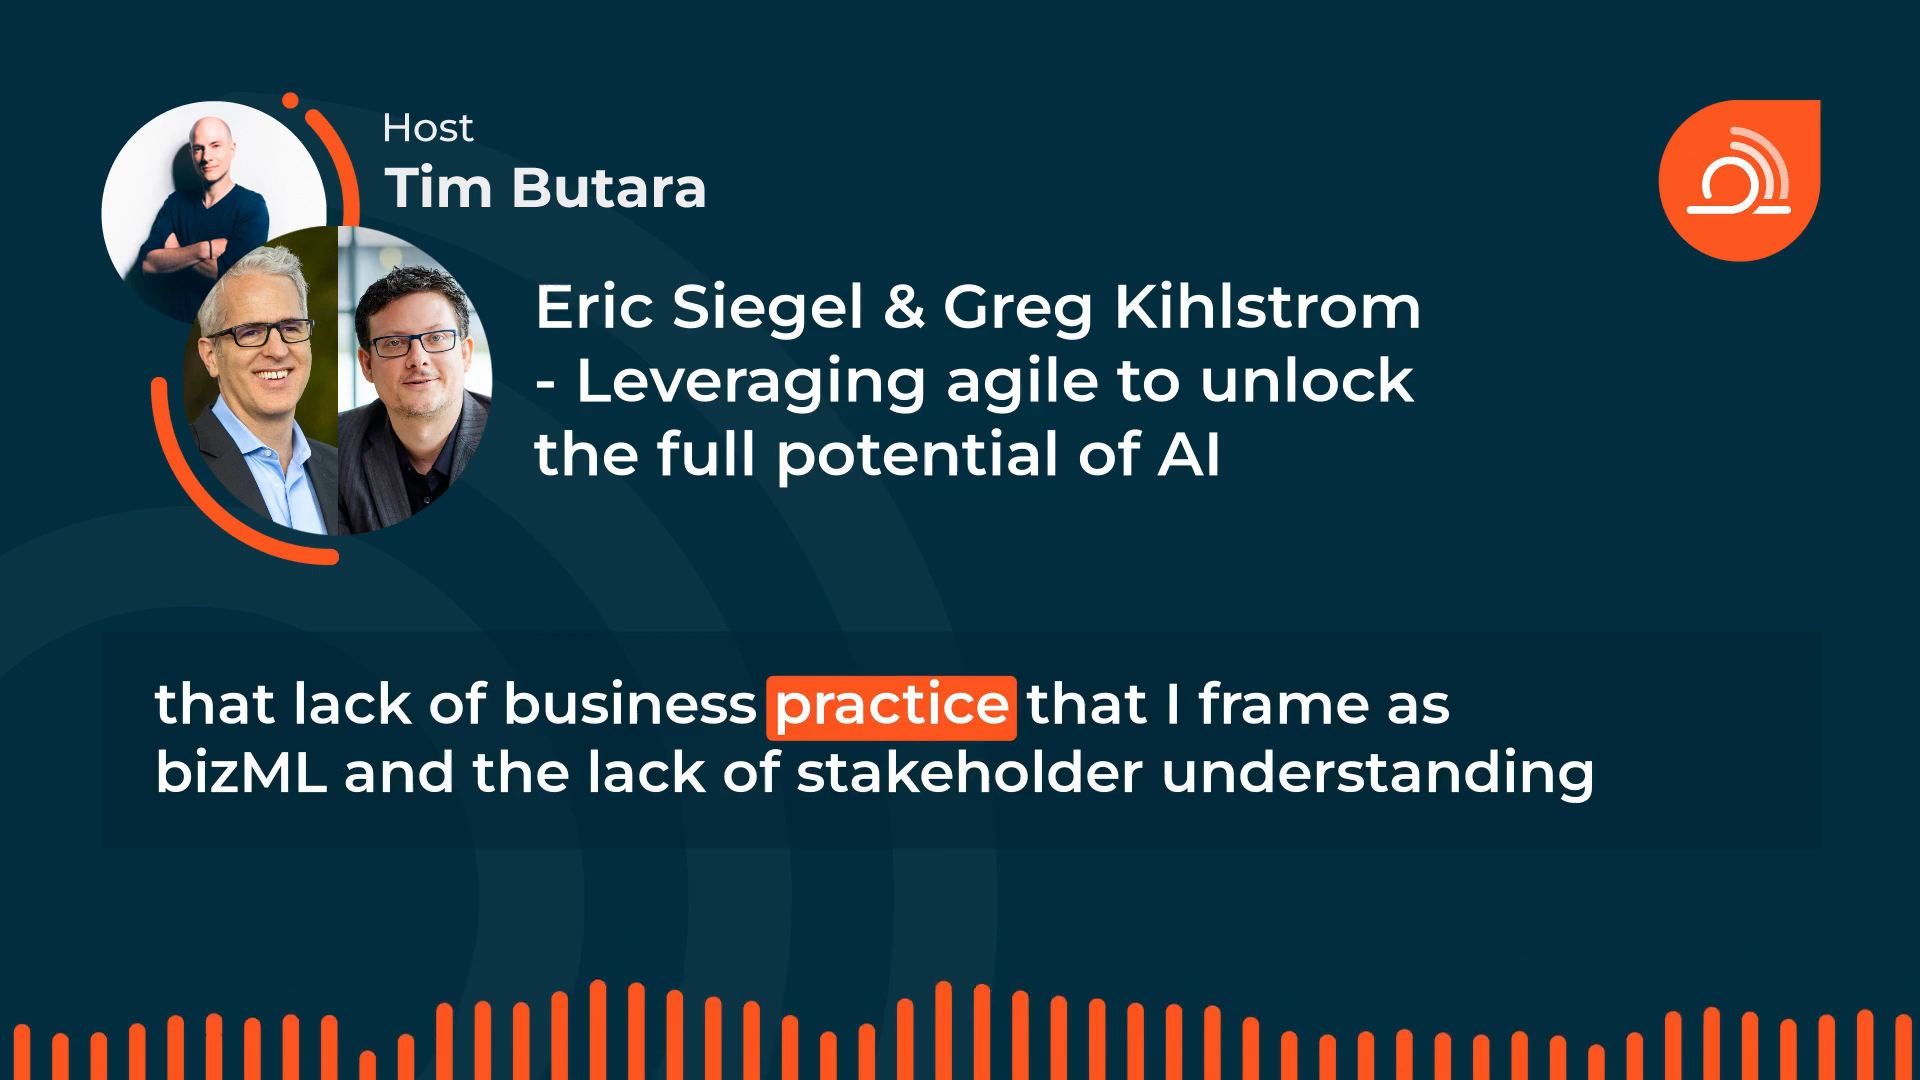 Host
Tim Butara
Eric Siegel & Greg Kihlstrom
- Leveraging agile to unlock
the full potential of AI
that lack of business practice that I frame as
bizML and the lack of stakeholder understanding